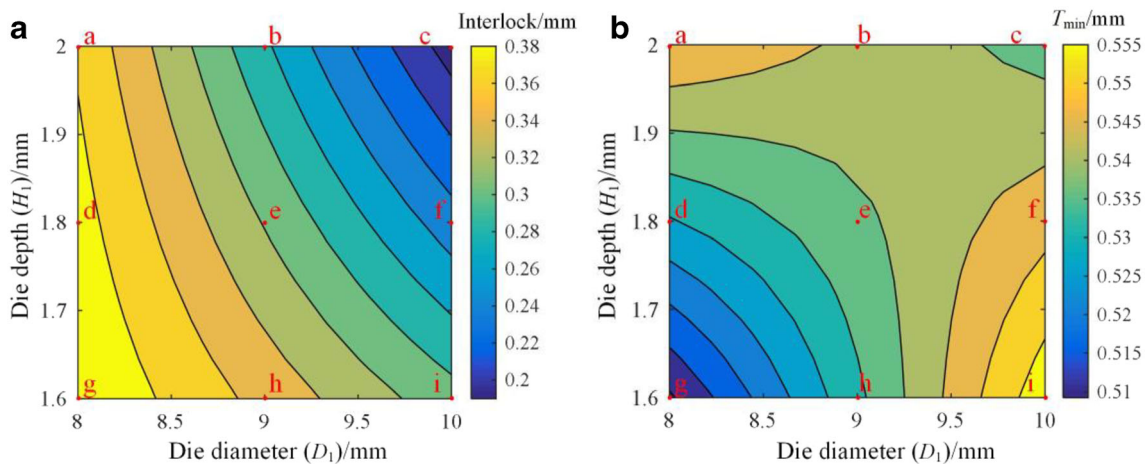 a
Interlock/mm
a
b
c
2
1.9
1.8
1.7
1.6
d
e
f
g
h
i
8
8.5
9
9.5
10
Die depth (H₁)/mm
Die diameter (D₁)/mm
0.38
0.36
0.34
0.32
0.3
0.28
0.26
0.24
0.22
0.2
b
Tmin/mm
a
b
c
2
1.9
1.8
1.7
1.6
d
e
f
g
h
i
8
8.5
9
9.5
10
Die depth (H₁)/mm
Die diameter (D₁)/mm
0.555
0.55
0.545
0.54
0.535
0.53
0.525
0.52
0.515
0.51